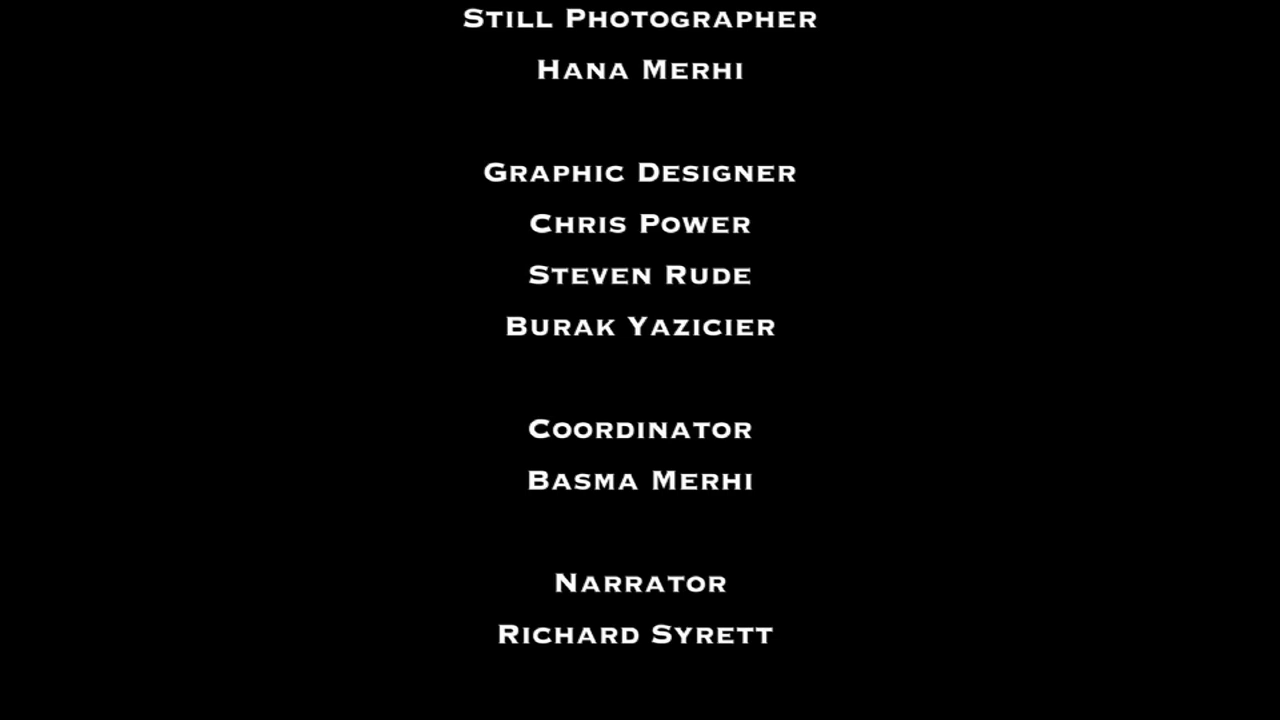 Still Photographer
Hana Merhi
Graphic Designer
Chris Power
Steven Rude
Burak Yazicier
Coordinator
Basma Merhi
Narrator
Richard Syrett